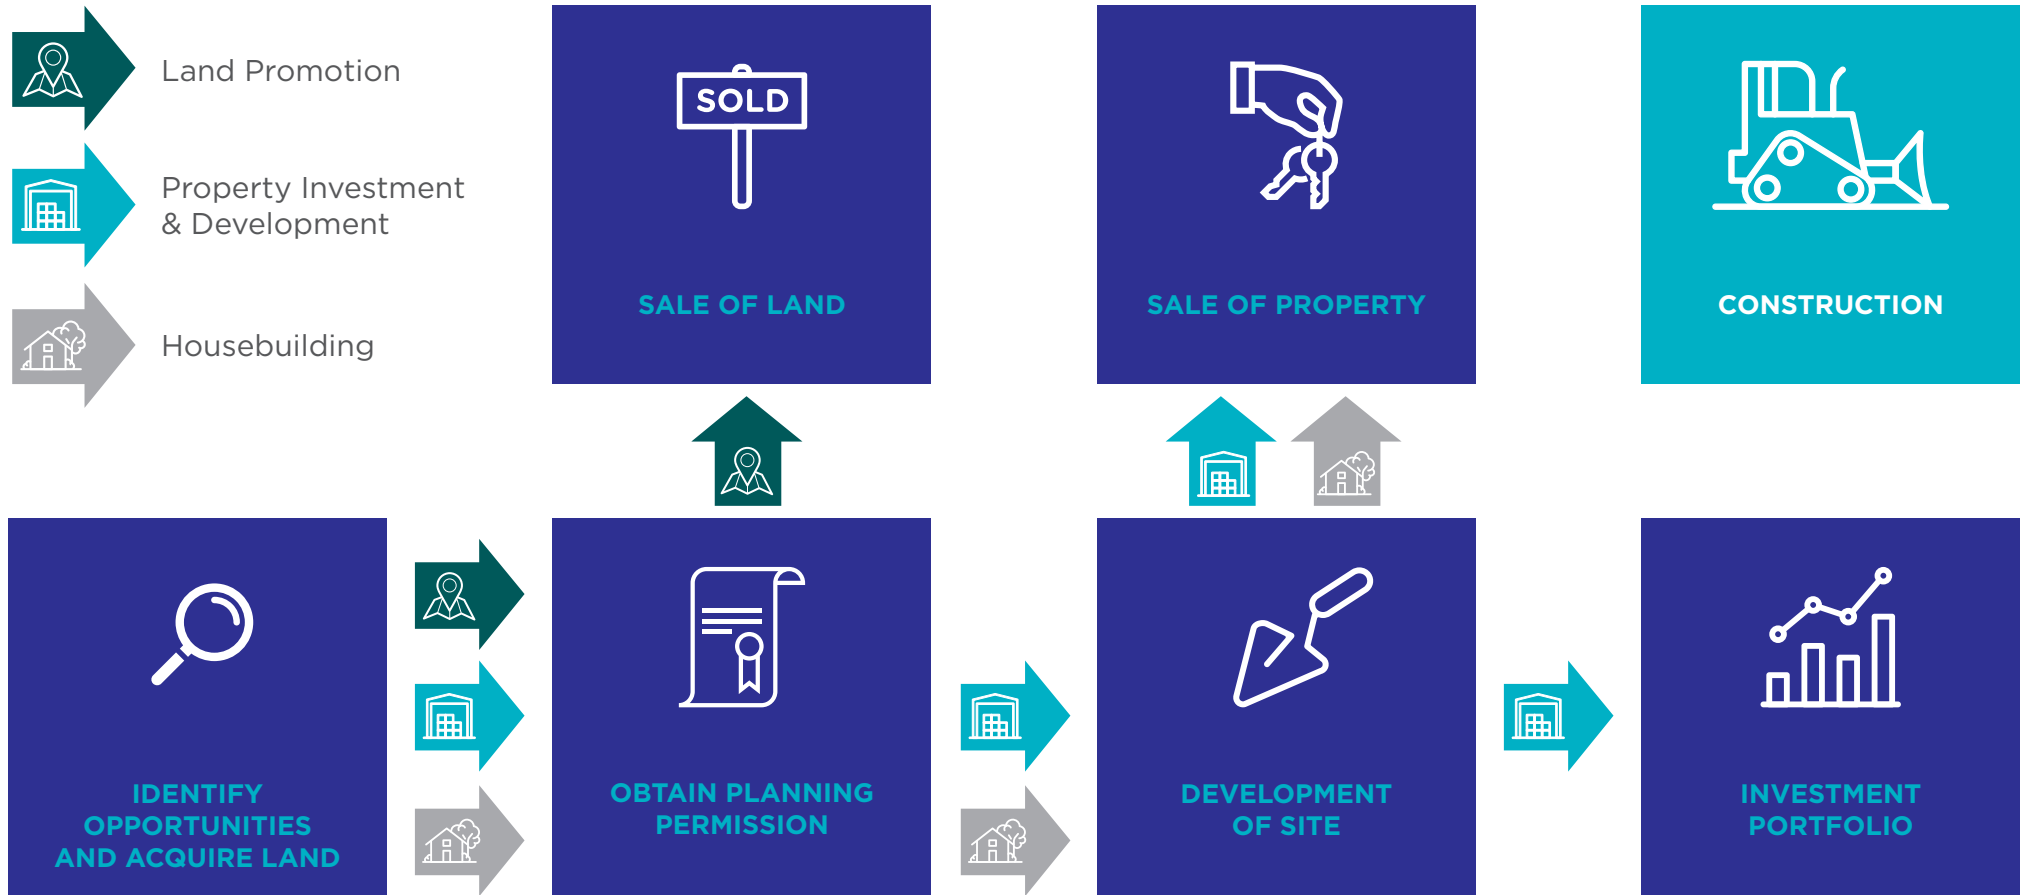 Land Promotion
Property Investment
& Development
Housebuilding
SOLD
SALE OF LAND
SALE OF PROPERTY
CONSTRUCTION
IDENTIFY
OPPORTUNITIES
AND ACQUIRE LAND
OBTAIN PLANNING
PERMISSION
DEVELOPMENT
OF SITE
INVESTMENT
PORTFOLIO